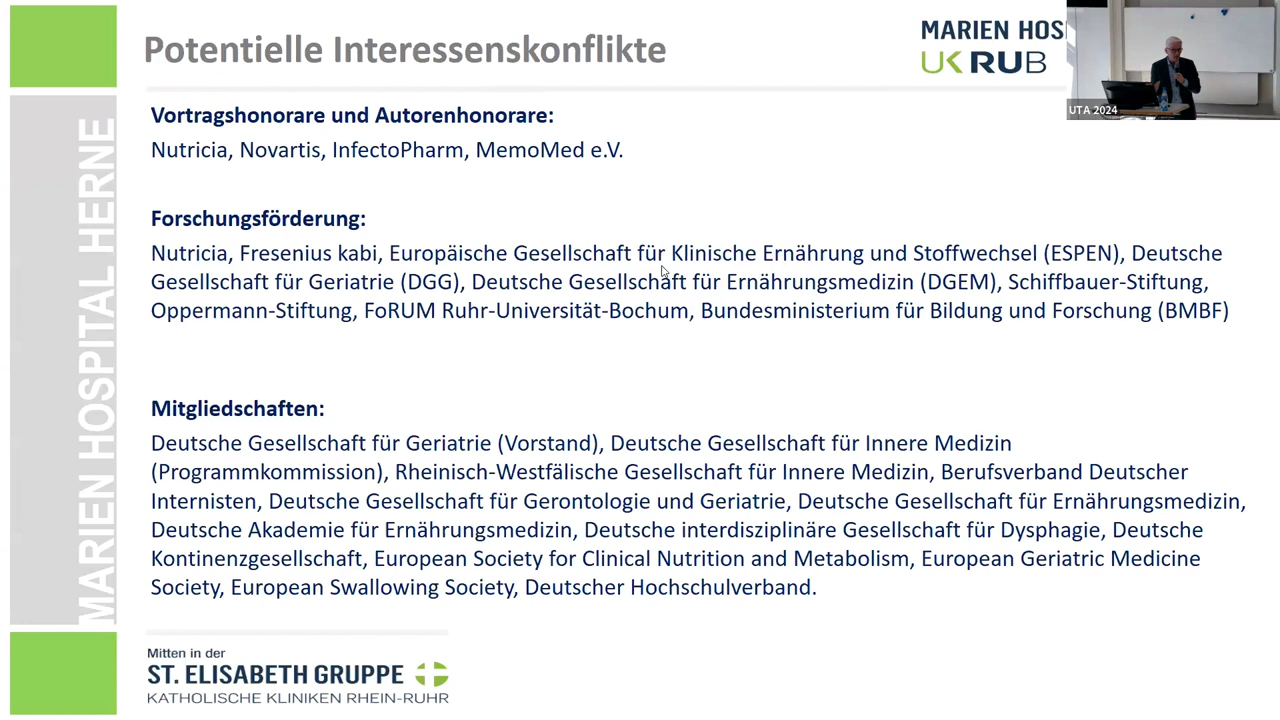 Potentielle Interessenskonflikte
MARIEN HOS
UK RUB
UTA 2024
MARIEN HOSPITAL HERNE
Vortragshonorare und Autorenhonorare:
Nutricia, Novartis, InfectoPharm, MemoMed e.V.
Forschungsförderung:
Nutricia, Fresenius kabi, Europäische Gesellschaft für Klinische Ernährung und Stoffwechsel (ESPEN), Deutsche
Gesellschaft für Geriatrie (DGG), Deutsche Gesellschaft für Ernährungsmedizin (DGEM), Schiffbauer-Stiftung,
Oppermann-Stiftung, FoRUM Ruhr-Universität-Bochum, Bundesministerium für Bildung und Forschung (BMBF)
Mitgliedschaften:
Deutsche Gesellschaft für Geriatrie (Vorstand), Deutsche Gesellschaft für Innere Medizin
(Programmkommission), Rheinisch-Westfälische Gesellschaft für Innere Medizin, Berufsverband Deutscher
Internisten, Deutsche Gesellschaft für Gerontologie und Geriatrie, Deutsche Gesellschaft für Ernährungsmedizin,
Deutsche Akademie für Ernährungsmedizin, Deutsche interdisziplinäre Gesellschaft für Dysphagie, Deutsche
Kontinenzgesellschaft, European Society for Clinical Nutrition and Metabolism, European Geriatric Medicine
Society, European Swallowing Society, Deutscher Hochschulverband.
Mitten in der
ST. ELISABETH GRUPPE
KATHOLISCHE KLINIKEN RHEIN-RUHR